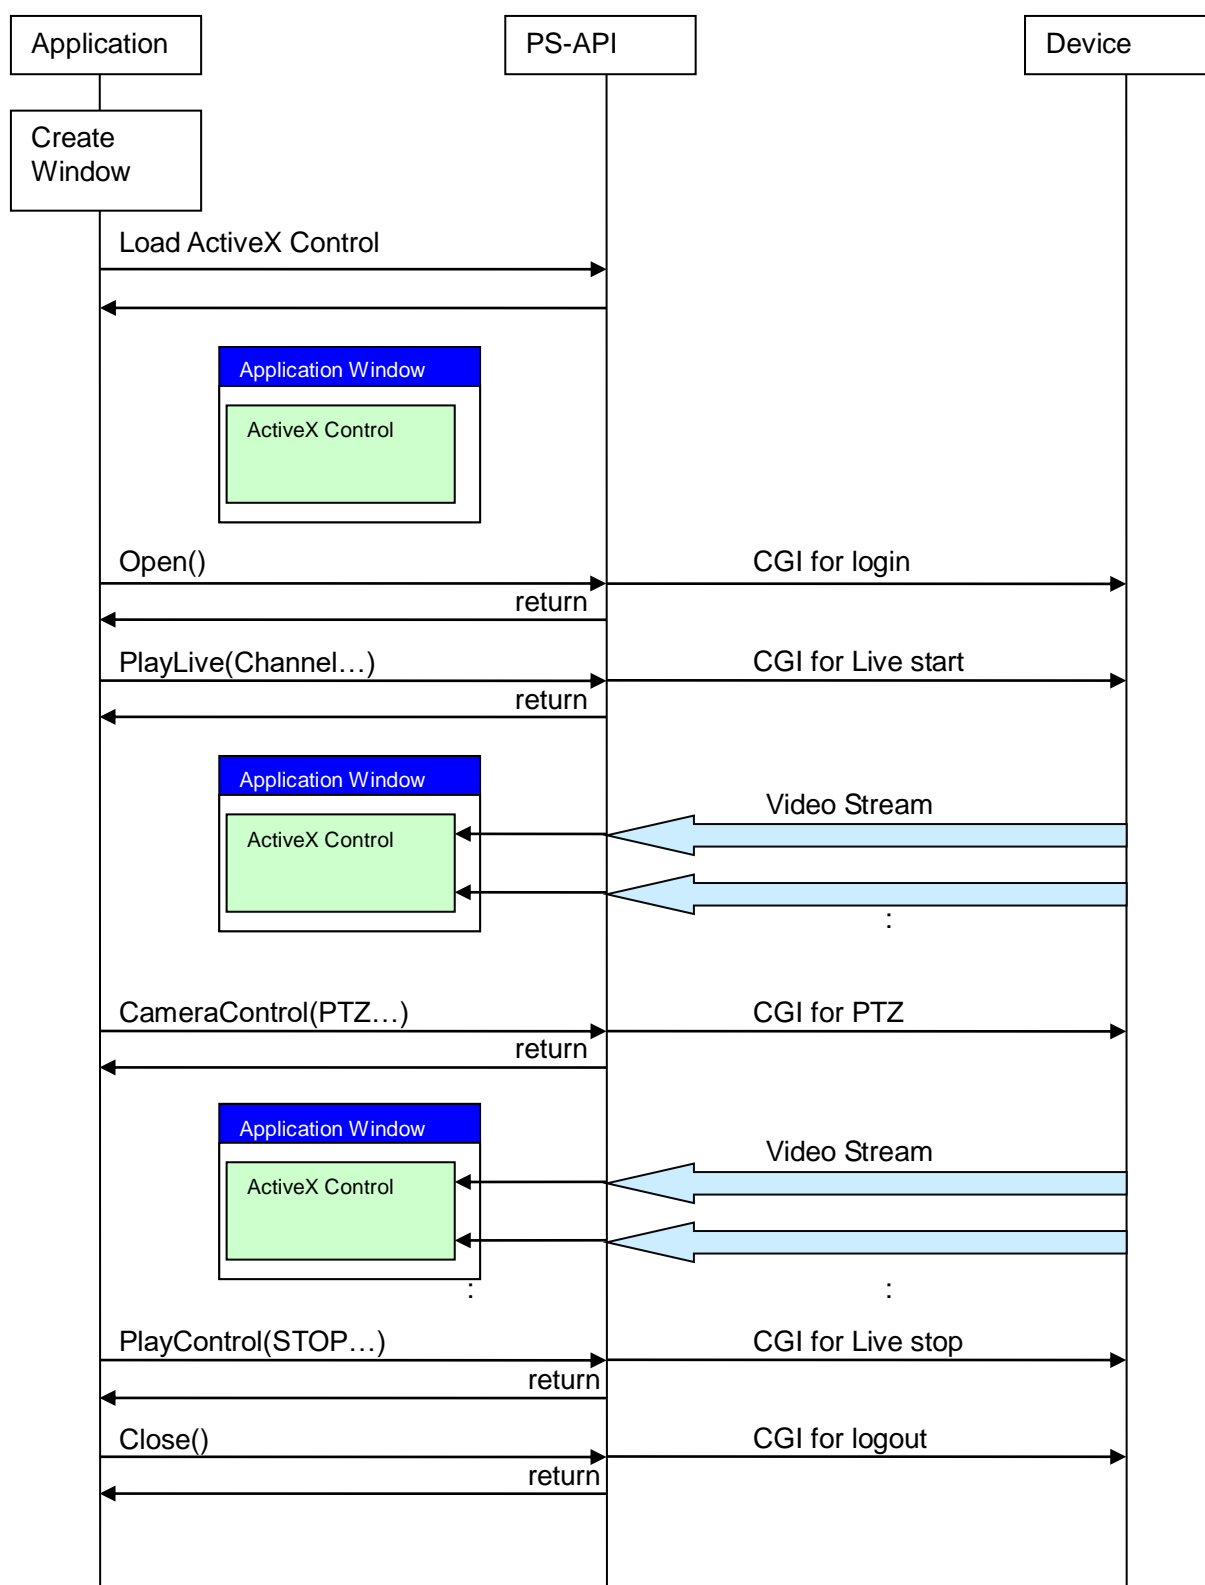 Application
PS-API
Device
Create
Window
Load ActiveX Control
Application Window
ActiveX Control
Open()
CGI for login
return
PlayLive(Channel…)
CGI for Live start
return
Application Window
Video Stream
ActiveX Control
:
CameraControl(PTZ…)
CGI for PTZ
return
Application Window
Video Stream
ActiveX Control
:
:
PlayControl(STOP…)
CGI for Live stop
return
Close()
CGI for logout
return